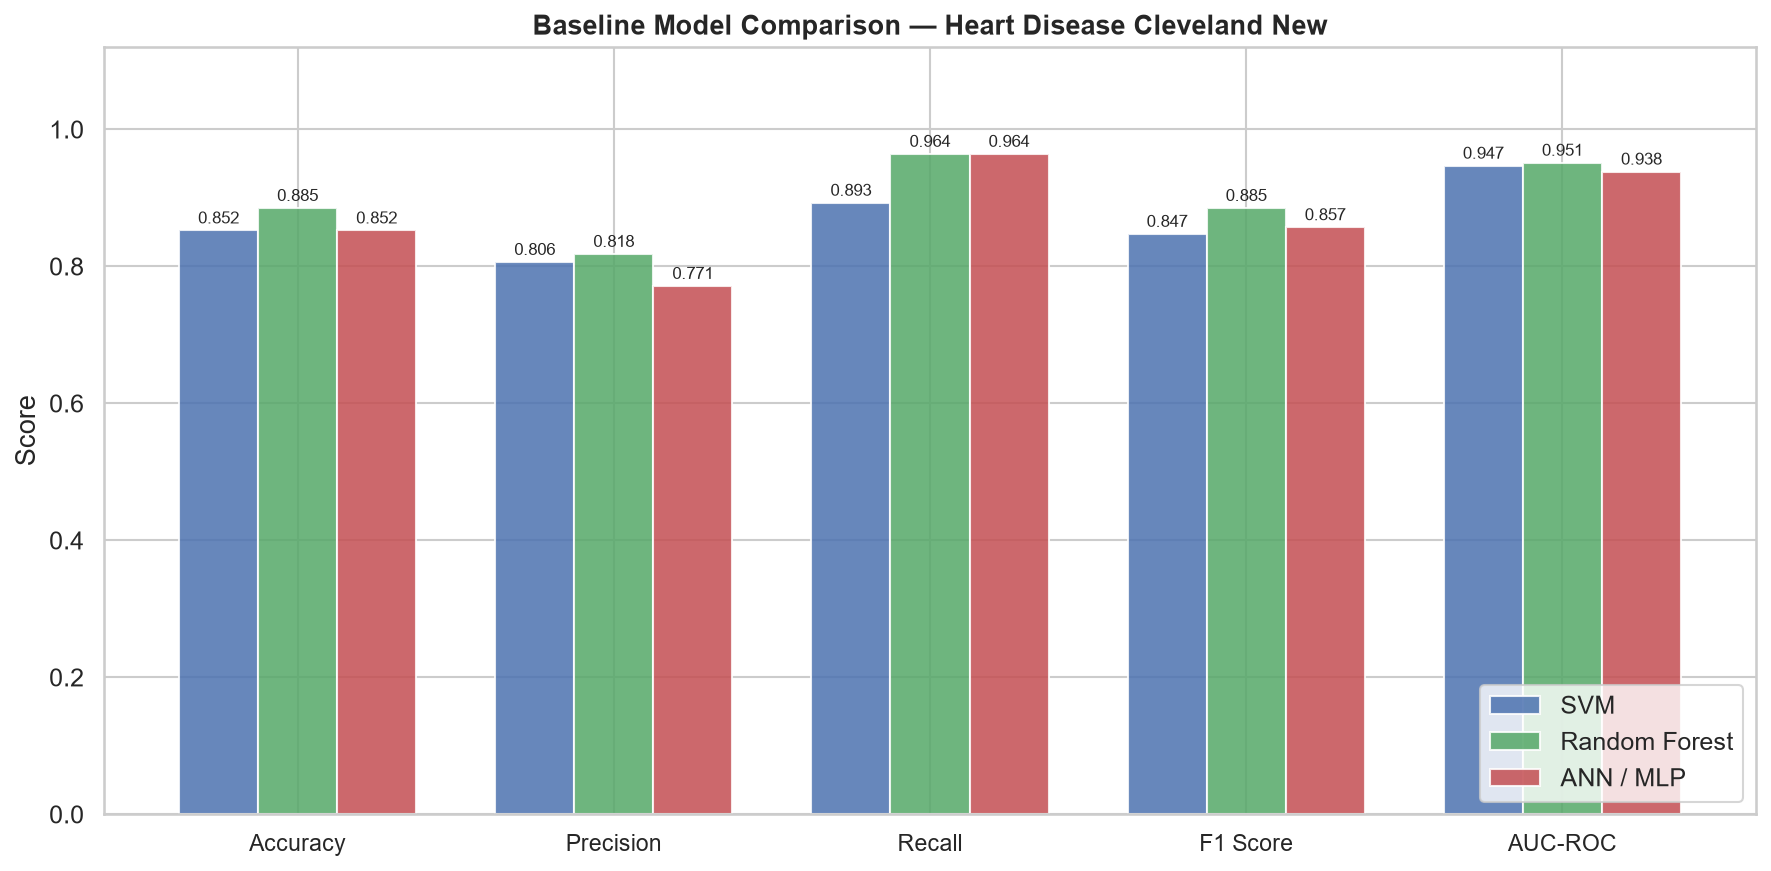 Baseline Model Comparison — Heart Disease Cleveland New
Score
1.0
0.8
0.6
0.4
0.2
0.0
0.852
0.885
0.852
0.806
0.818
0.771
0.893
0.964
0.964
0.847
0.885
0.857
0.947
0.951
0.938
SVM
Random Forest
ANN / MLP
Accuracy
Precision
Recall
F1 Score
AUC-ROC